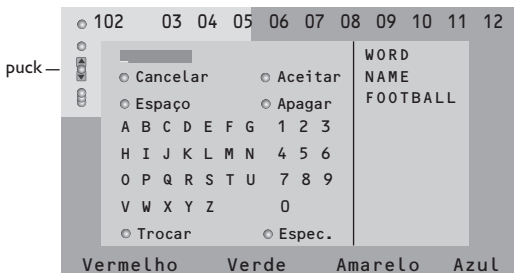 102 03 04 05 06 07 08 09 10 11 12
puck
Cancelar Aceitar
Espaço Apagar
A B C D E F G 1 2 3
H I J K L M N 4 5 6
O P Q R S T U 7 8 9
V W X Y Z 0
Trocar Espec.
WORD
NAME
FOOTBALL
Vermelho Verde Amarelo Azul